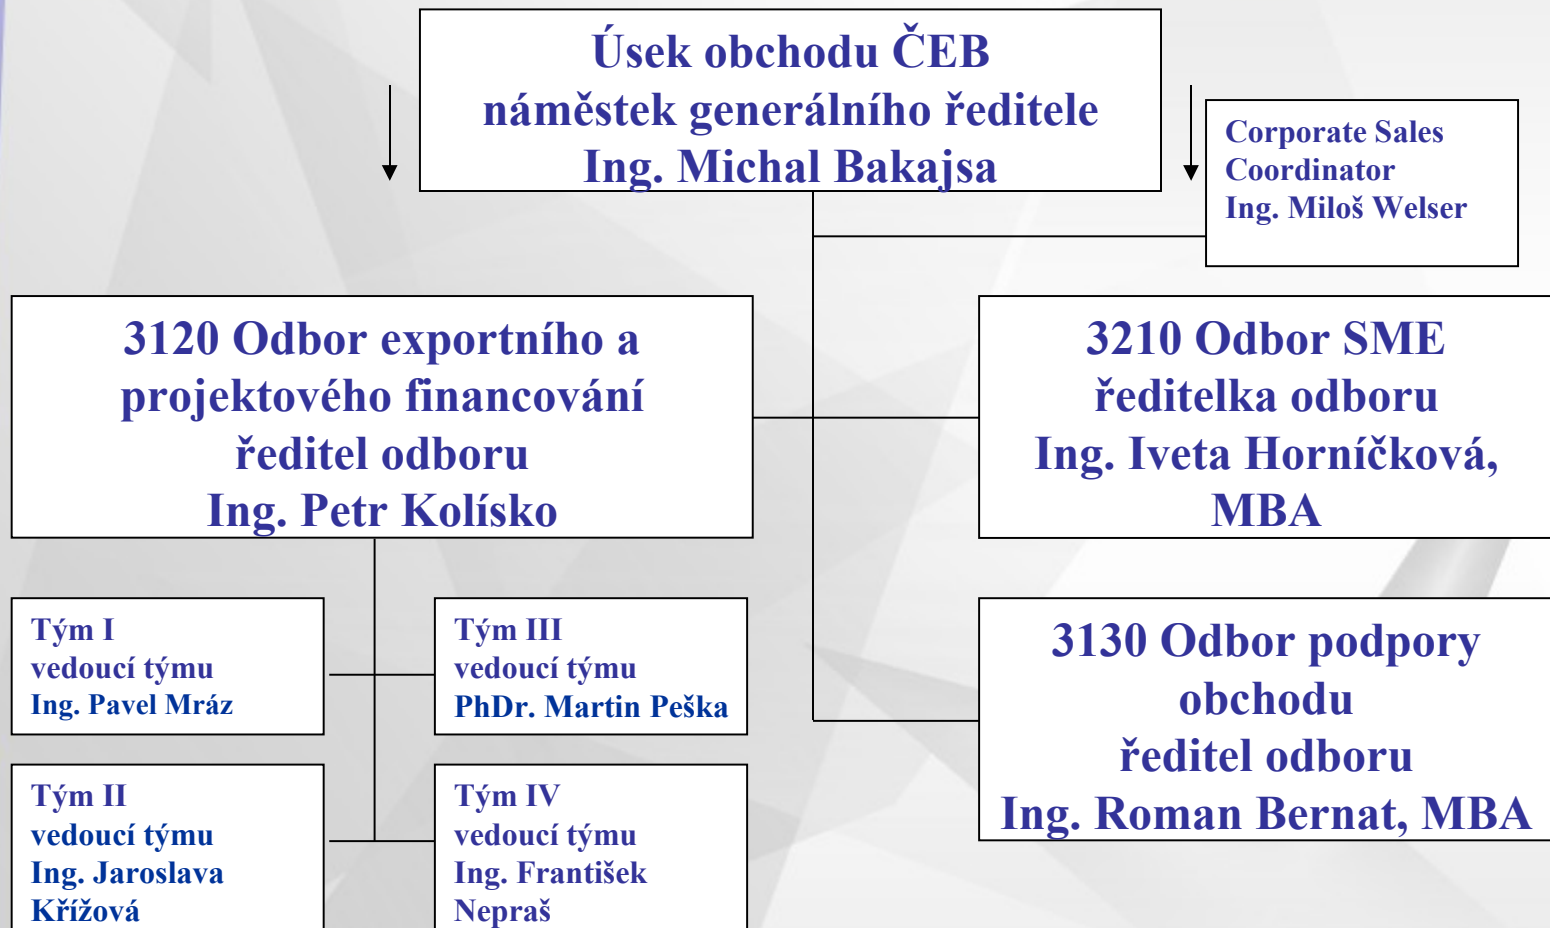 Úsek obchodu ČEB
náměstek generálního ředitele
Ing. Michal Bakajsa
Corporate Sales
Coordinator
Ing. Miloš Welser
3120 Odbor exportního a
projektového financování
ředitel odboru
Ing. Petr Kolísko
3210 Odbor SME
ředitelka odboru
Ing. Iveta Horníčková,
MBA
Tým I
vedoucí týmu
Ing. Pavel Mráz
Tým III
vedoucí týmu
PhDr. Martin Peška
3130 Odbor podpory
obchodu
ředitel odboru
Ing. Roman Bernat, MBA
Tým II
vedoucí týmu
Ing. Jaroslava
Křížová
Tým IV
vedoucí týmu
Ing. František
Nepraš